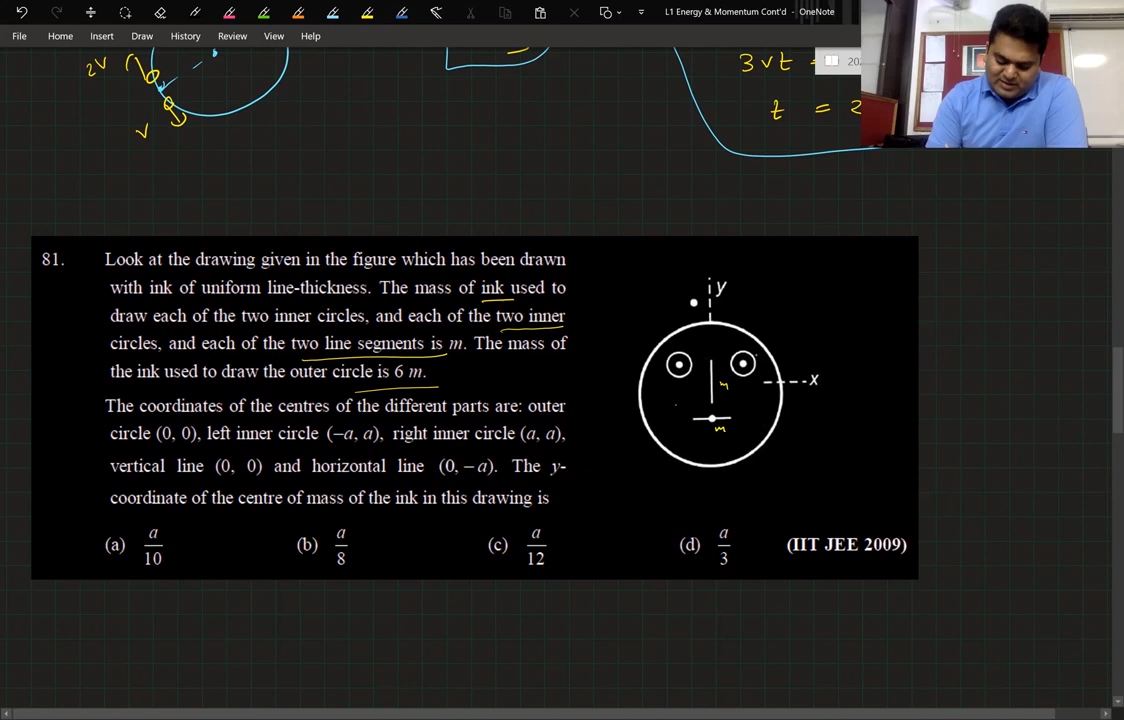 L1 Energy & Momentum Cont'd - OneNote
File Home Insert Draw History Review View Help
2v
v
3vt =
t = 2
81. Look at the drawing given in the figure which has been drawn
with ink of uniform line-thickness. The mass of ink used to
draw each of the two inner circles, and each of the two inner
circles, and each of the two line segments is m. The mass of
the ink used to draw the outer circle is 6 m.
The coordinates of the centres of the different parts are: outer
circle (0, 0), left inner circle (−a, a), right inner circle (a, a),
vertical line (0, 0) and horizontal line (0, −a). The y-
coordinate of the centre of mass of the ink in this drawing is
y
x
m
m
(a) a/10 (b) a/8 (c) a/12 (d) a/3 (IIT JEE 2009)